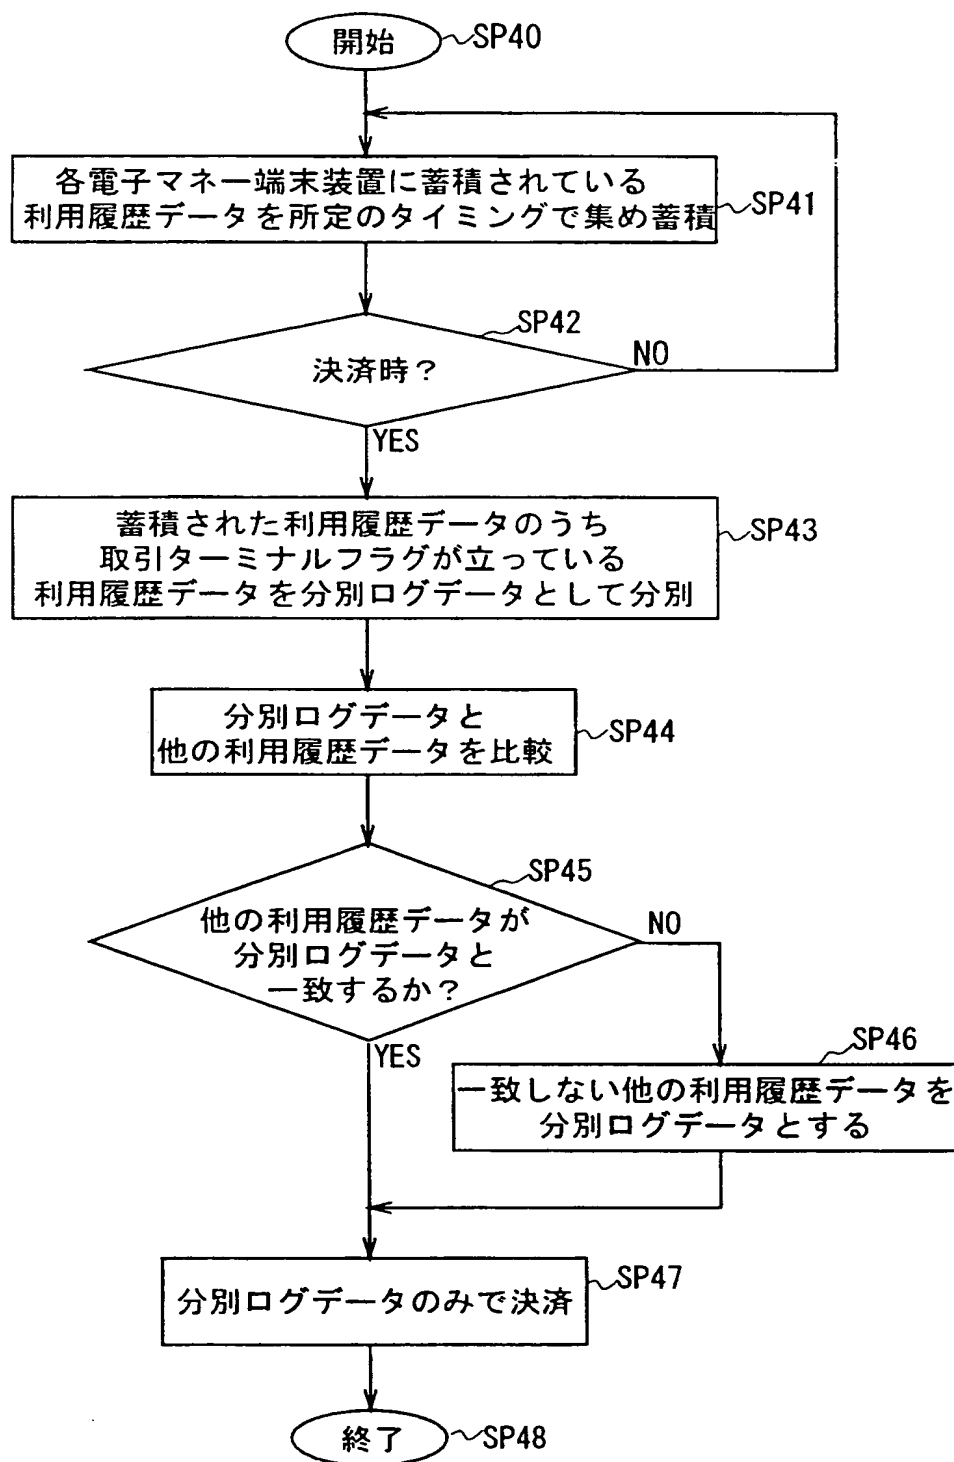 開始
SP40
各電子マネー端末装置に蓄積されている
利用履歴データを所定のタイミングで集め蓄積
SP41
SP42
決済時?
NO
YES
蓄積された利用履歴データのうち
取引ターミナルフラグが立っている
利用履歴データを分別ログデータとして分別
SP43
分別ログデータと
他の利用履歴データを比較
SP44
SP45
他の利用履歴データが
分別ログデータと
一致するか?
NO
YES
SP46
一致しない他の利用履歴データを
分別ログデータとする
分別ログデータのみで決済
SP47
終了
SP48